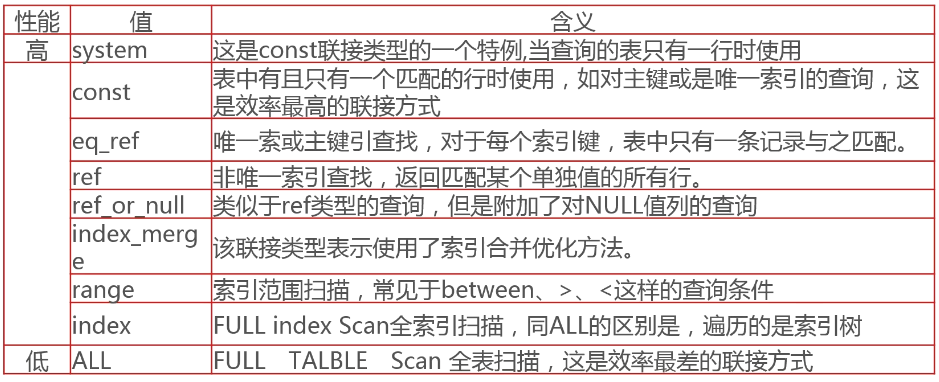 性能 值 含义
高 system 这是const联接类型的一个特例,当查询的表只有一行时使用
const 表中有且只有一个匹配的行时使用，如对主键或是唯一索引的查询，这
是效率最高的联接方式
eq_ref 唯一索或主键引查找，对于每个索引键，表中只有一条记录与之匹配。
ref 非唯一索引查找，返回匹配某个单独值的所有行。
ref_or_null 类似于ref类型的查询，但是附加了对NULL值列的查询
index_merg
e 该联接类型表示使用了索引合并优化方法。
range 索引范围扫描，常见于between、>、<这样的查询条件
index FULL index Scan全索引扫描，同ALL的区别是，遍历的是索引树
低 ALL FULL TALBLE Scan 全表扫描，这是效率最差的联接方式